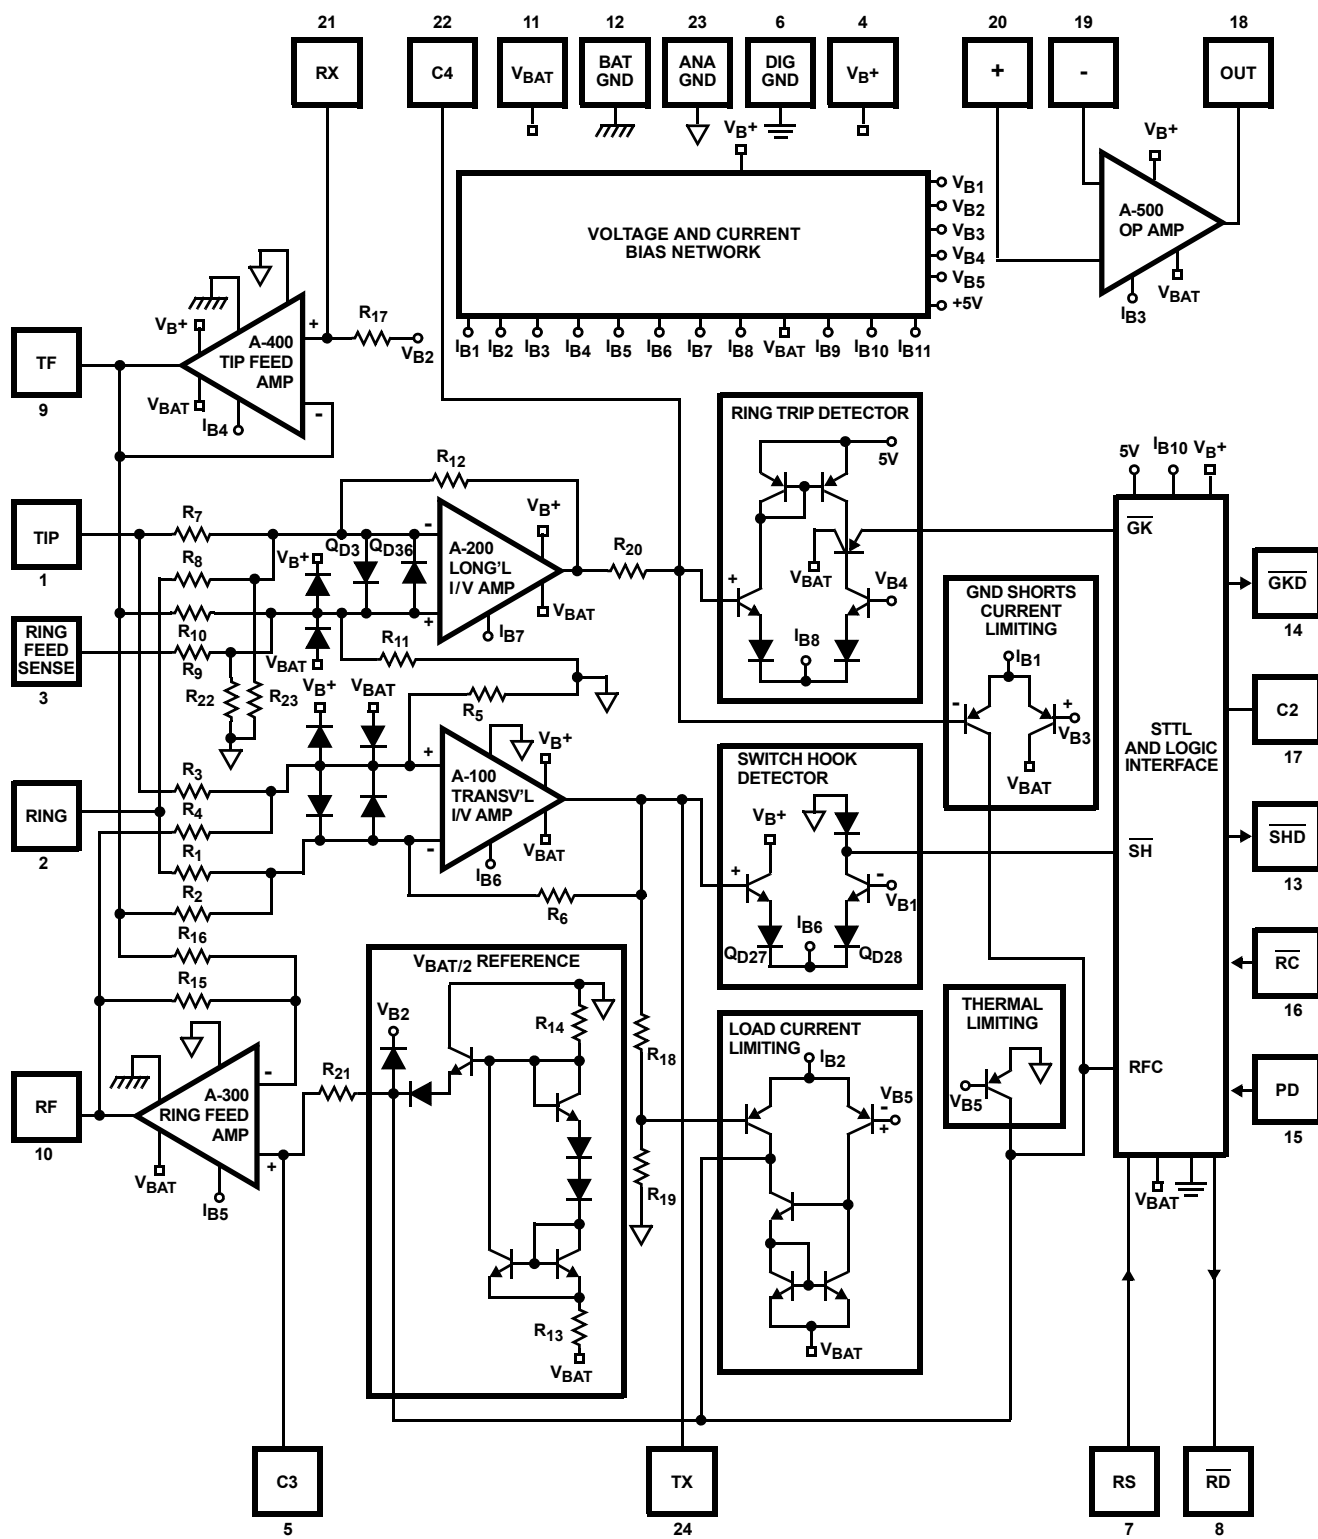 21 22 11 12 23 6 4 20 19 18
RX C4 VBAT BAT GND ANA GND DIG GND VB+ + - OUT
VB+
VOLTAGE AND CURRENT
BIAS NETWORK
VB1
VB2
VB3
VB4
VB5
+5V
IB1 IB2 IB3 IB4 IB5 IB6 IB7 IB8 VBAT IB9 IB10 IB11
VB+
A-500
OP AMP
VBAT
IB3
VB+
A-400
TIP FEED
AMP
+
-
R17
VB2
VBAT
IB4
TF
9
R12
TIP
1
R7
R8
R10
R9
R22
R23
VB+
VBAT
QD3
QD36
-
+
A-200
LONG'L
I/V AMP
VB+
VBAT
IB7
R20
R11
RING
FEED
SENSE
3
RING TRIP DETECTOR
5V
VBAT
+
VB4
IB8
GND SHORTS
CURRENT
LIMITING
IB1
-
+
VB3
VBAT
5V IB10 VB+
GK
STTL
AND LOGIC
INTERFACE
SH
RFC
VBAT
GKD
14
C2
17
SHD
13
RC
16
PD
15
VB+
VBAT
R5
R3
R4
R1
R2
R16
R15
RING
2
+
-
A-100
TRANSV'L
I/V AMP
VB+
VBAT
IB6
R6
SWITCH HOOK
DETECTOR
VB+
+
-
VB1
IB6
QD27
QD28
VBAT/2 REFERENCE
VB2
R14
R13
VBAT
R18
R19
R21
LOAD CURRENT
LIMITING
IB2
VB5
-
+
VBAT
THERMAL
LIMITING
VB5
A-300
RING FEED
AMP
-
+
VBAT
IB5
RF
10
C3
5
TX
24
RS
7
RD
8